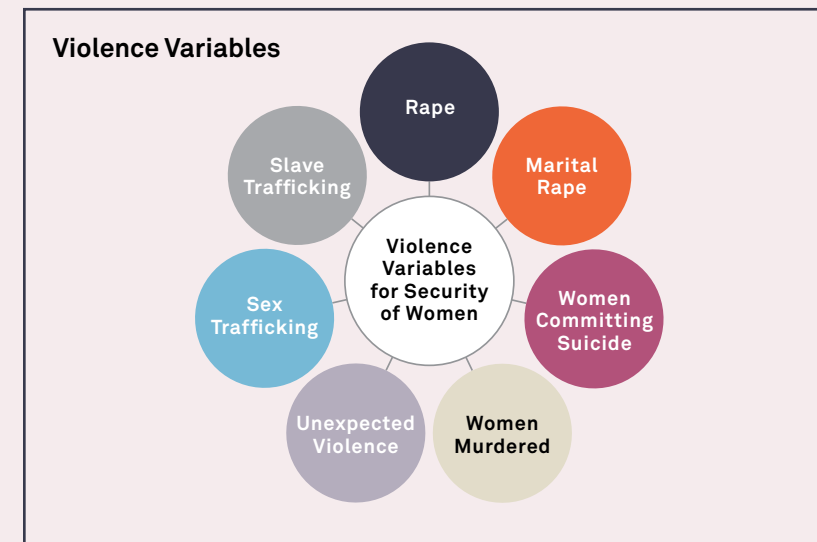 Violence Variables
Rape
Marital
Rape
Women
Committing
Suicide
Women
Murdered
Unexpected
Violence
Sex
Trafficking
Slave
Trafficking
Violence
Variables
for Security
of Women